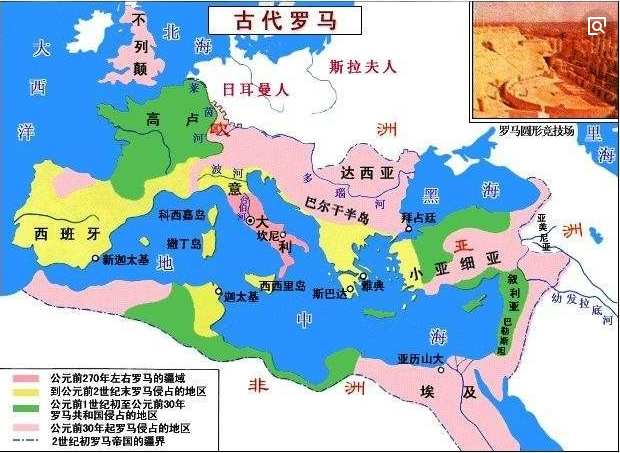 古代罗马
不列颠
北海
大西洋
斯拉夫人
日耳曼人
莱茵河
高卢
欧洲
罗马圆形竞技场
里海
达西亚
多瑙河
波河
意大利
巴尔干半岛
黑海
拜占廷
亚美尼亚
亚洲
科西嘉岛
撒丁岛
坎尼
西班牙
新迦太基
地中海
迦太基
西西里岛
斯巴达
雅典
小亚细亚
叙利亚
巴勒斯坦
幼发拉底河
亚历山大
埃及
非洲
公元前270年左右罗马的疆域
到公元前2世纪末罗马侵占的地区
公元前1世纪初至公元前30年
罗马共和国侵占的地区
公元前30年起罗马侵占的地区
2世纪初罗马帝国的疆界